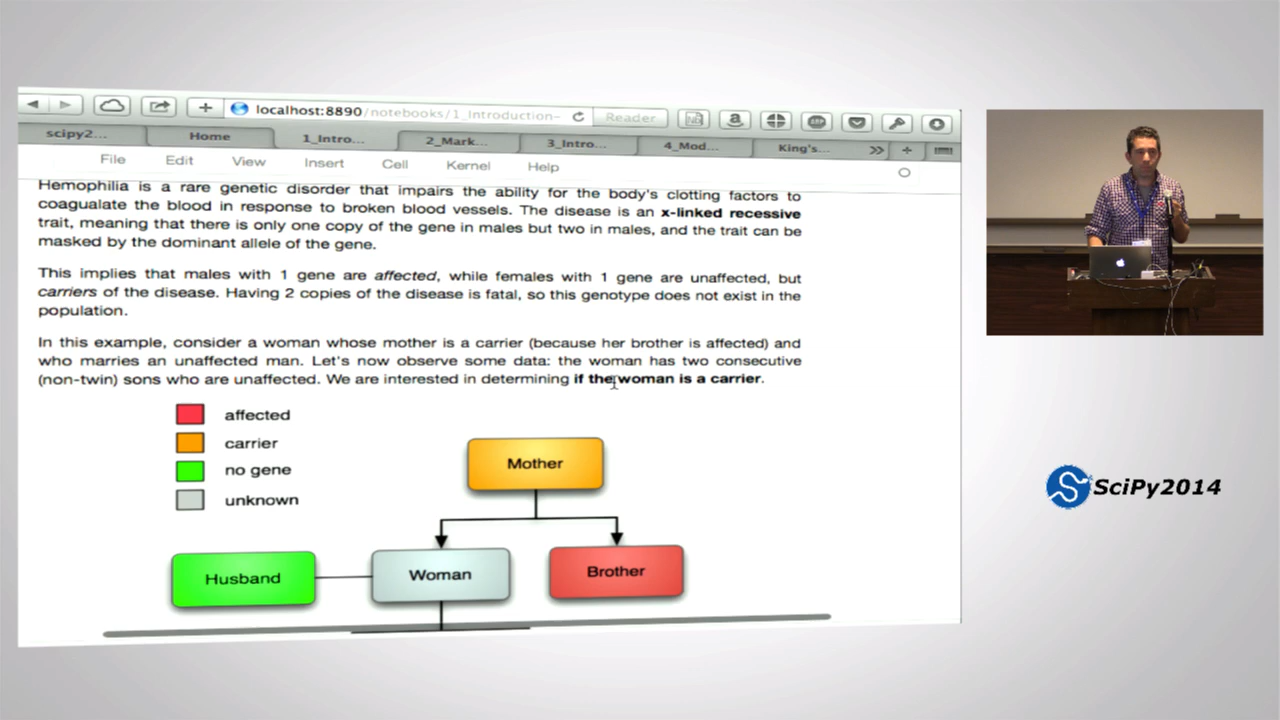 localhost:8890/notebooks/1_Introduction-
Reader
scipy2...
Home
1_Intro...
2_Mark...
3_Intro...
4_Mod...
King's...
File
Edit
View
Insert
Cell
Kernel
Help
Hemophilia is a rare genetic disorder that impairs the ability for the body's clotting factors to
coagualate the blood in response to broken blood vessels. The disease is an x-linked recessive
trait, meaning that there is only one copy of the gene in males but two in males, and the trait can be
masked by the dominant allele of the gene.
This implies that males with 1 gene are affected, while females with 1 gene are unaffected, but
carriers of the disease. Having 2 copies of the disease is fatal, so this genotype does not exist in the
population.
In this example, consider a woman whose mother is a carrier (because her brother is affected) and
who marries an unaffected man. Let's now observe some data: the woman has two consecutive
(non-twin) sons who are unaffected. We are interested in determining if the woman is a carrier.
affected
carrier
no gene
unknown
Mother
Husband
Woman
Brother
SciPy2014